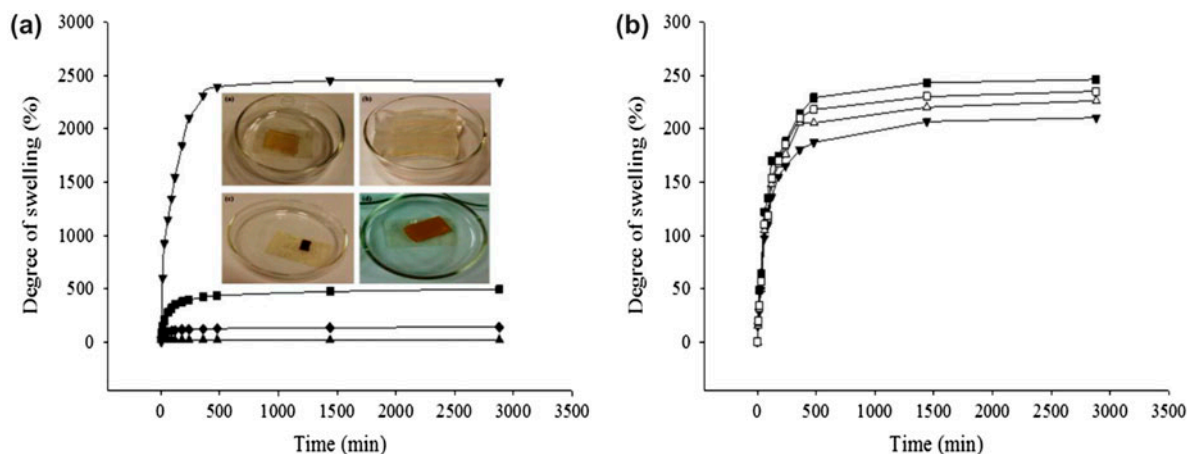 (a)
3000
2500
2000
1500
1000
500
0
Degree of swelling (%)
(a)
(b)
(c)
(d)
0 500 1000 1500 2000 2500 3000 3500
Time (min)
(b)
300
250
200
150
100
50
0
Degree of swelling (%)
0 500 1000 1500 2000 2500 3000 3500
Time (min)